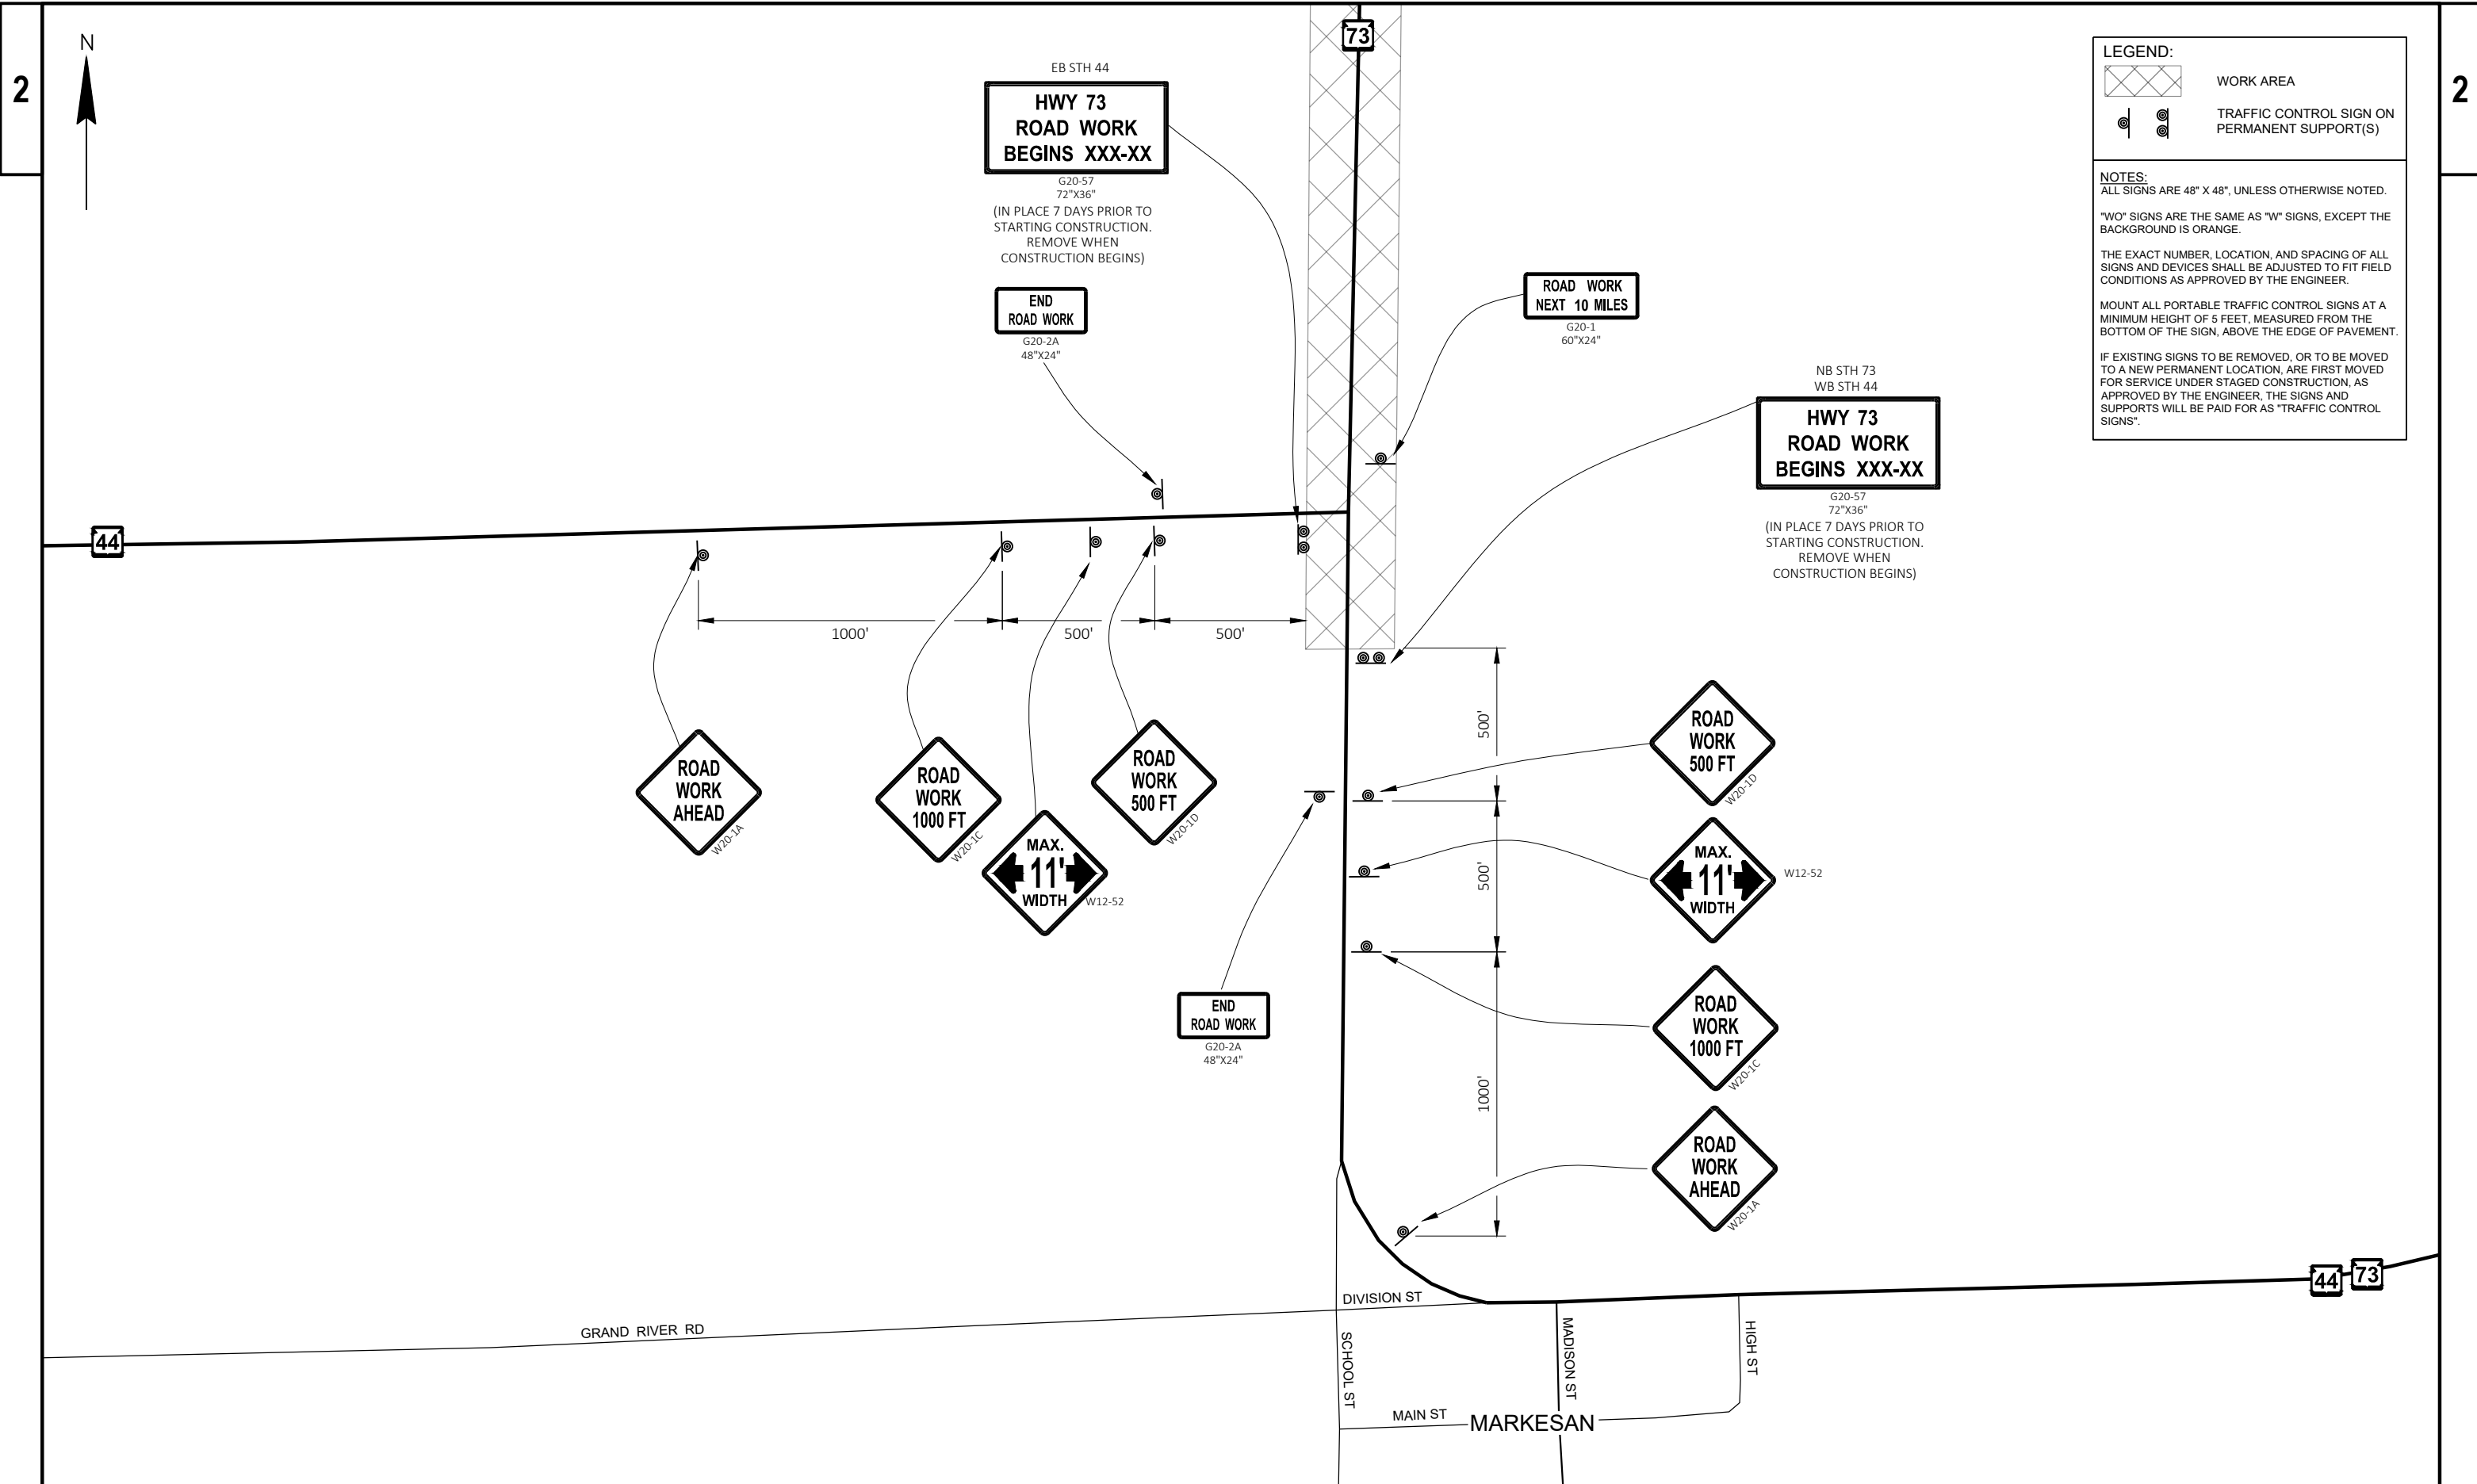 2
N
73
EB STH 44
HWY 73
ROAD WORK
BEGINS XXX-XX
G20-57
72"X36"
(IN PLACE 7 DAYS PRIOR TO
STARTING CONSTRUCTION.
REMOVE WHEN
CONSTRUCTION BEGINS)
END
ROAD WORK
G20-2A
48"X24"
ROAD WORK
NEXT 10 MILES
G20-1
60"X24"
NB STH 73
WB STH 44
HWY 73
ROAD WORK
BEGINS XXX-XX
G20-57
72"X36"
(IN PLACE 7 DAYS PRIOR TO
STARTING CONSTRUCTION.
REMOVE WHEN
CONSTRUCTION BEGINS)
LEGEND:
WORK AREA
TRAFFIC CONTROL SIGN ON
PERMANENT SUPPORT(S)
NOTES:
ALL SIGNS ARE 48" X 48", UNLESS OTHERWISE NOTED.
"WO" SIGNS ARE THE SAME AS "W" SIGNS, EXCEPT THE
BACKGROUND IS ORANGE.
THE EXACT NUMBER, LOCATION, AND SPACING OF ALL
SIGNS AND DEVICES SHALL BE ADJUSTED TO FIT FIELD
CONDITIONS AS APPROVED BY THE ENGINEER.
MOUNT ALL PORTABLE TRAFFIC CONTROL SIGNS AT A
MINIMUM HEIGHT OF 5 FEET, MEASURED FROM THE
BOTTOM OF THE SIGN, ABOVE THE EDGE OF PAVEMENT.
IF EXISTING SIGNS TO BE REMOVED, OR TO BE MOVED
TO A NEW PERMANENT LOCATION, ARE FIRST MOVED
FOR SERVICE UNDER STAGED CONSTRUCTION, AS
APPROVED BY THE ENGINEER, THE SIGNS AND
SUPPORTS WILL BE PAID FOR AS "TRAFFIC CONTROL
SIGNS".
2
44
1000'
500'
500'
ROAD
WORK
AHEAD
W20-1A
ROAD
WORK
1000 FT
W20-1C
MAX.
11'
WIDTH
W12-52
ROAD
WORK
500 FT
W20-1D
END
ROAD WORK
G20-2A
48"X24"
500'
500'
1000'
ROAD
WORK
500 FT
W20-1D
MAX.
11'
WIDTH
W12-52
ROAD
WORK
1000 FT
W20-1C
ROAD
WORK
AHEAD
W20-1A
44
73
GRAND RIVER RD
DIVISION ST
SCHOOL ST
MADISON ST
HIGH ST
MAIN ST
MARKESAN